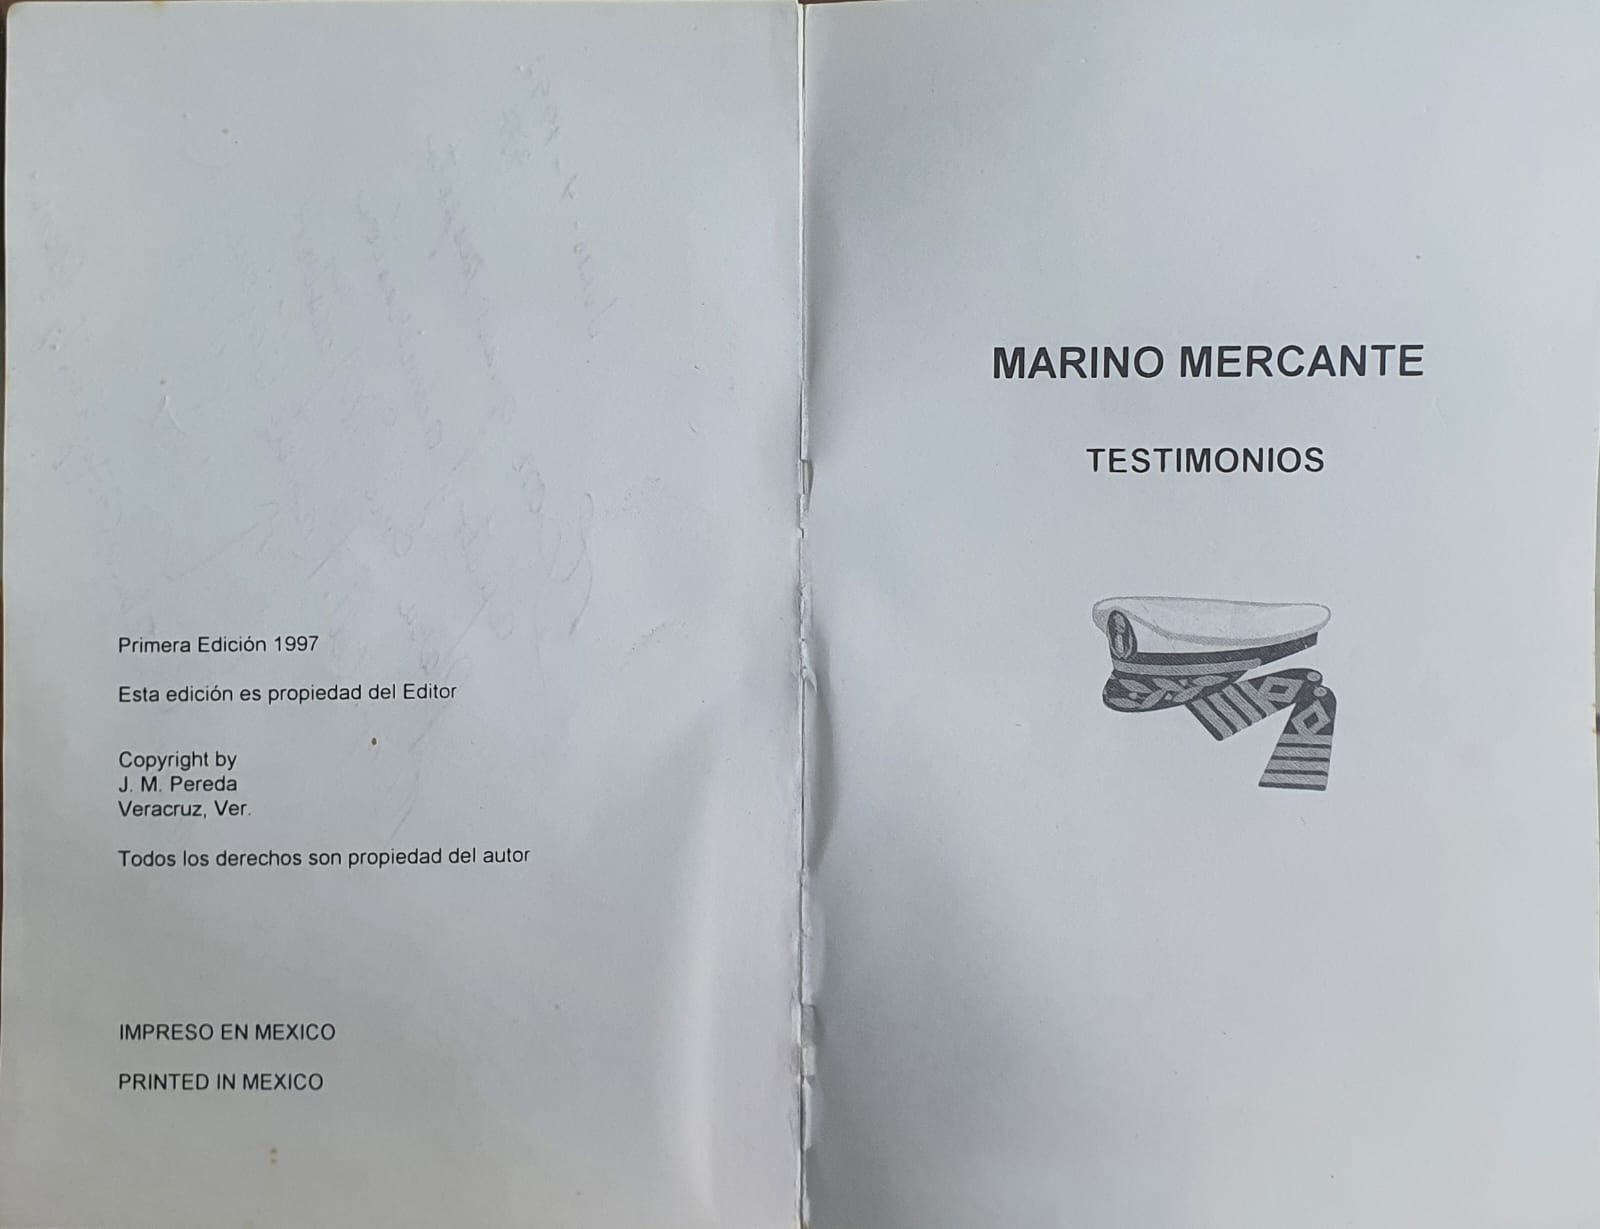 Primera Edición 1997
Esta edición es propiedad del Editor
Copyright by
J. M. Pereda
Veracruz, Ver.
Todos los derechos son propiedad del autor
IMPRESO EN MEXICO
PRINTED IN MEXICO
MARINO MERCANTE
TESTIMONIOS